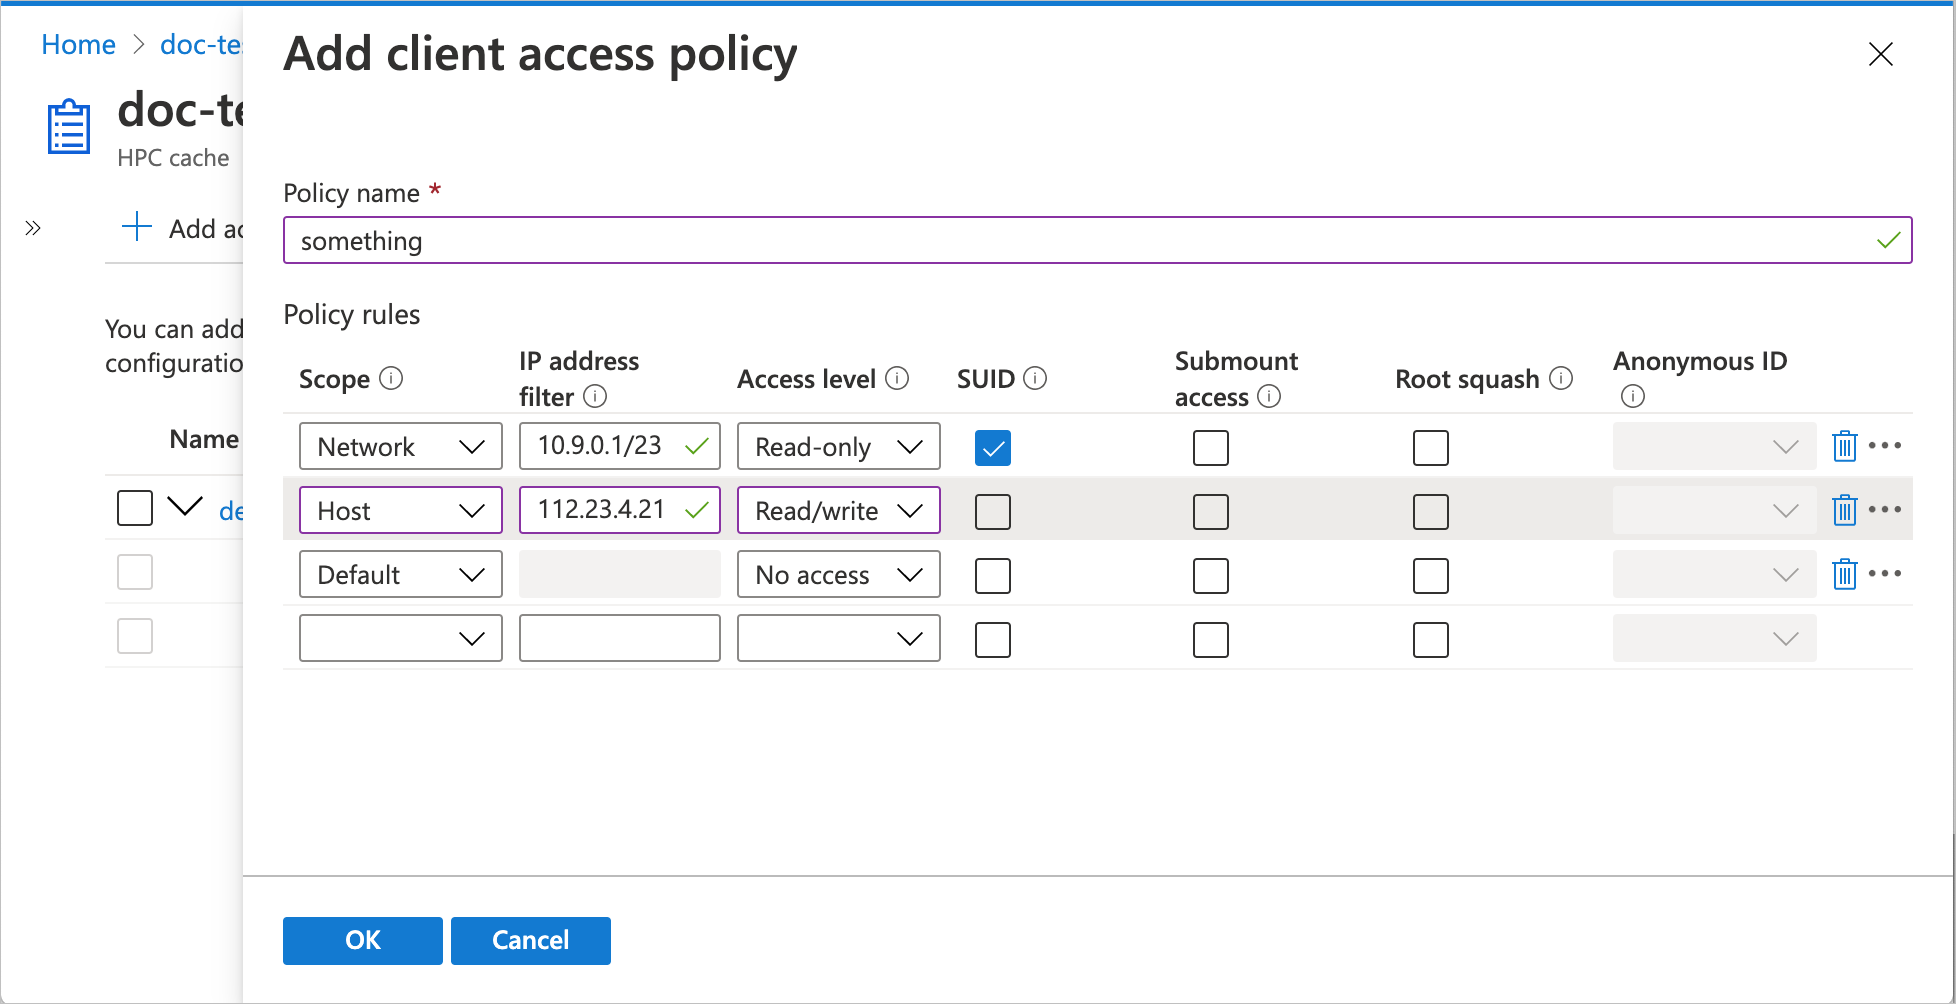 Home > doc-te
Add client access policy
doc-te
HPC cache
Policy name *
Add ac
something
Policy rules
You can add
configuratio
Scope
IP address
filter
Access level
SUID
Submount
access
Root squash
Anonymous ID
Name
Network 10.9.0.1/23 Read-only
Host 112.23.4.21 Read/write
de
Default No access
OK Cancel